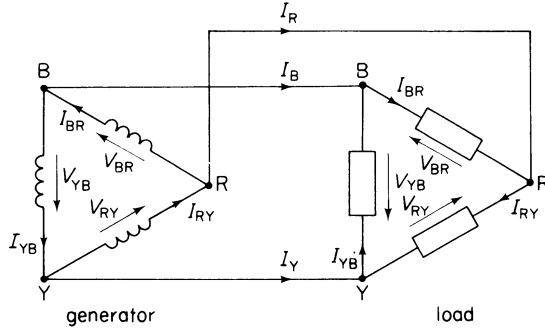 I_R
B
I_B
B
I_BR
I_BR
V_BR
V_BR
V_YB
R
V_YB
R
V_RY
V_RY
I_RY
I_RY
I_YB
I_Y
I_YB
Y
Y
generator
load